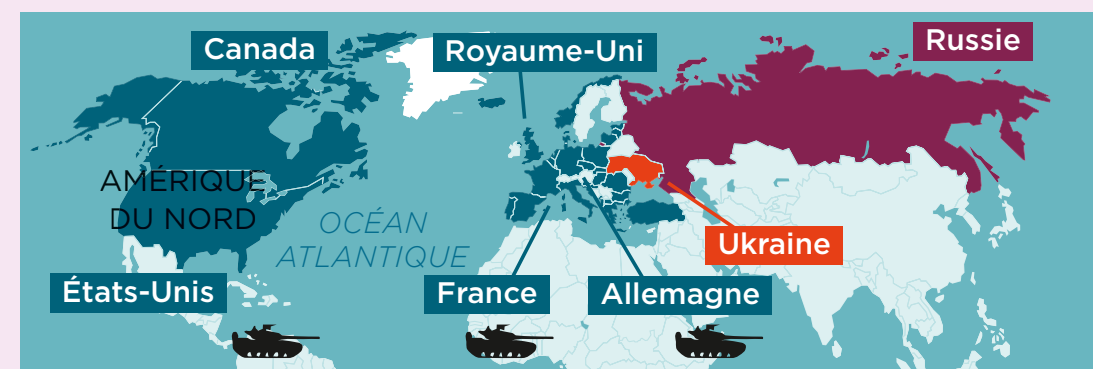 Canada
Royaume-Uni
Russie
AMÉRIQUE
DU NORD
OCÉAN
ATLANTIQUE
Ukraine
États-Unis
France
Allemagne